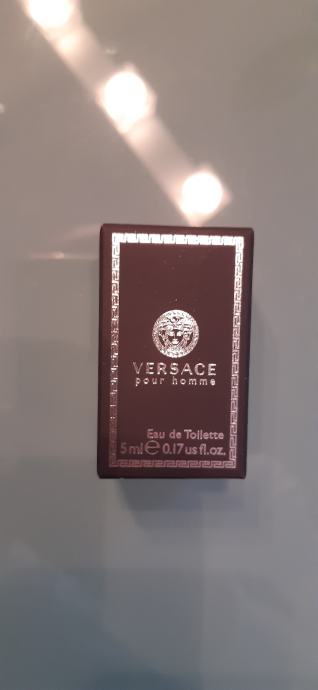 VERSACE
pour homme
Eau de Toilette
5 ml ℮ 0.17 us fl.oz.